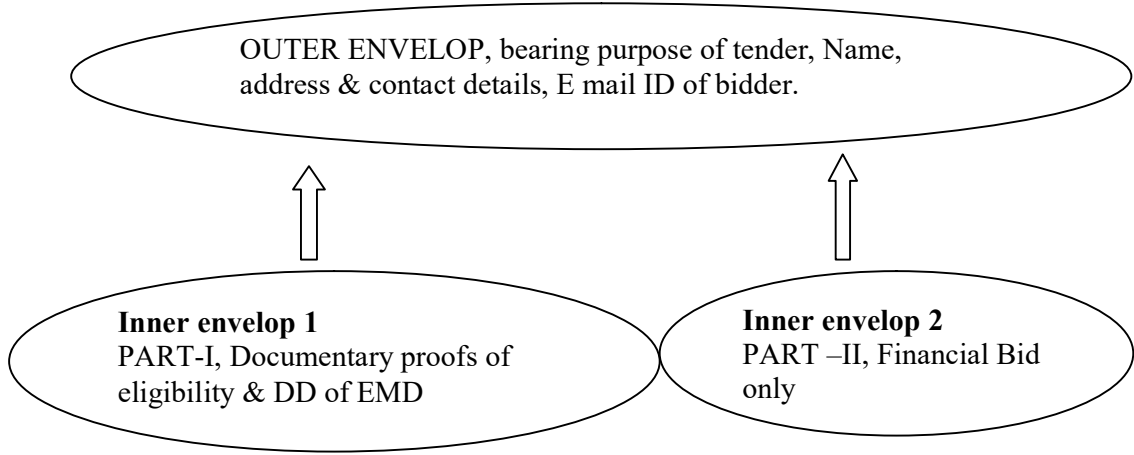 OUTER ENVELOP, bearing purpose of tender, Name,
address & contact details, E mail ID of bidder.
Inner envelop 1
PART-I, Documentary proofs of
eligibility & DD of EMD
Inner envelop 2
PART –II, Financial Bid
only